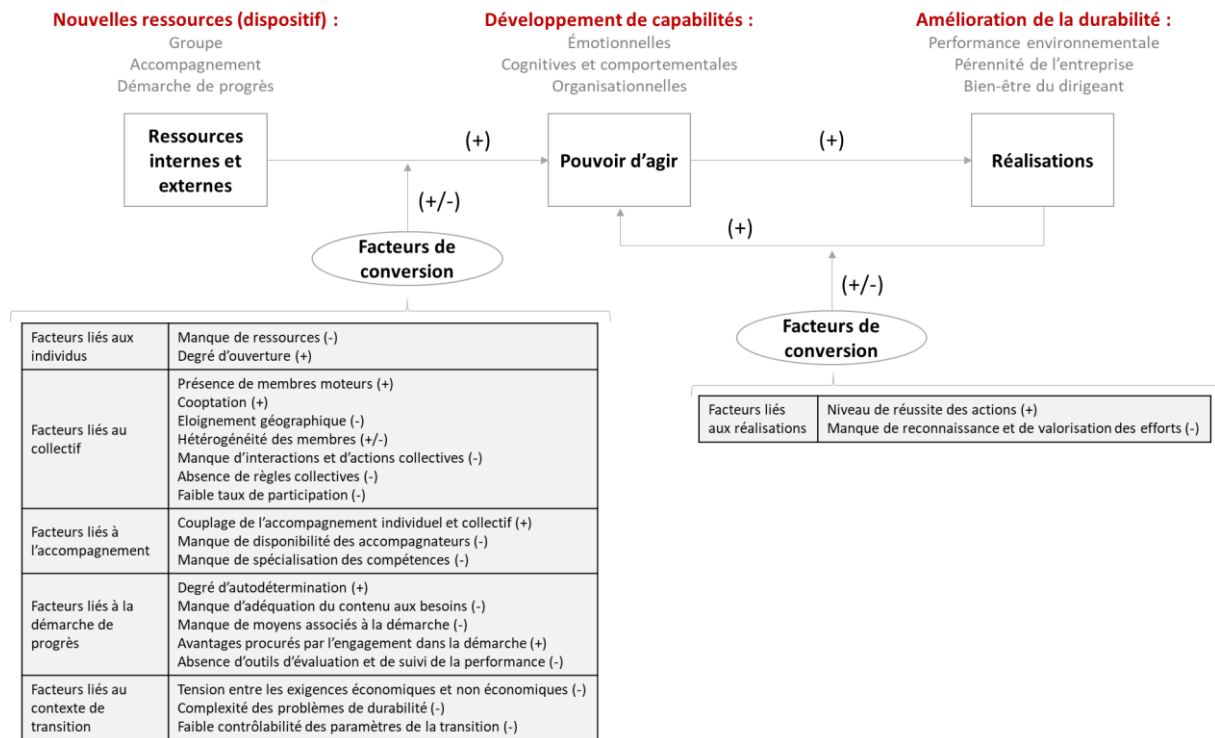 Nouvelles ressources (dispositif) :
Groupe
Accompagnement
Démarche de progrès
Développement de capabilités :
Émotionnelles
Cognitives et comportementales
Organisationnelles
Amélioration de la durabilité :
Performance environnementale
Pérennité de l'entreprise
Bien-être du dirigeant
Ressources
internes et
externes
(+)
Pouvoir d'agir
(+)
Réalisations
(+/-)
(+)
Facteurs de
conversion
(+/-)
Facteurs de
conversion
Facteurs liés aux
individus
Manque de ressources (-)
Degré d'ouverture (+)
Facteurs liés au
collectif
Présence de membres moteurs (+)
Cooptation (+)
Eloignement géographique (-)
Hétérogénéité des membres (+/-)
Manque d'interactions et d'actions collectives (-)
Absence de règles collectives (-)
Faible taux de participation (-)
Facteurs liés à
l'accompagnement
Couplage de l'accompagnement individuel et collectif (+)
Manque de disponibilité des accompagnateurs (-)
Manque de spécialisation des compétences (-)
Facteurs liés à la
démarche de
progrès
Degré d'autodétermination (+)
Manque d'adéquation du contenu aux besoins (-)
Manque de moyens associés à la démarche (-)
Avantages procurés par l'engagement dans la démarche (+)
Absence d'outils d'évaluation et de suivi de la performance (-)
Facteurs liés au
contexte de
transition
Tension entre les exigences économiques et non économiques (-)
Complexité des problèmes de durabilité (-)
Faible contrôlabilité des paramètres de la transition (-)
Facteurs liés
aux réalisations
Niveau de réussite des actions (+)
Manque de reconnaissance et de valorisation des efforts (-)